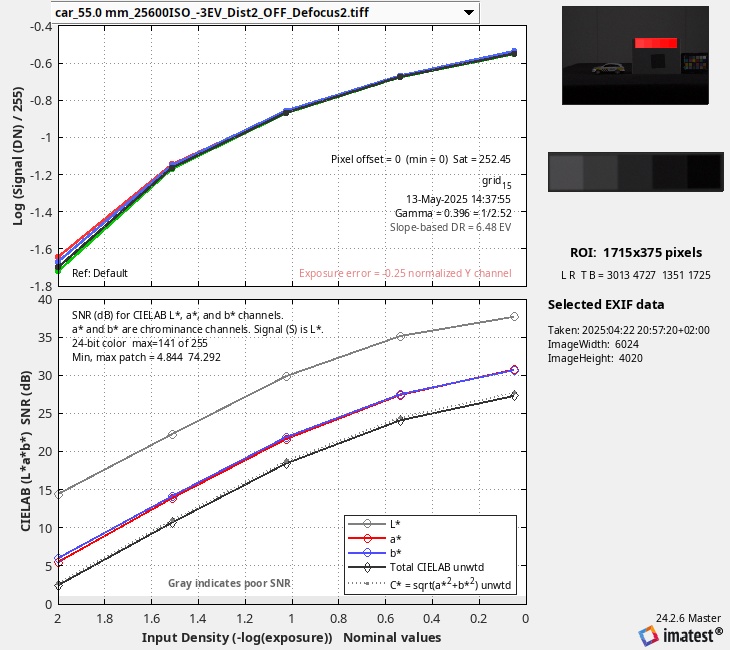 car_55.0 mm_25600ISO_-3EV_Dist2_OFF_Defocus2.tiff
-0.4
-0.6
-0.8
-1
-1.2
-1.4
-1.6
-1.8
Log (Signal (DN) / 255)
Pixel offset = 0 (min = 0) Sat = 252.45
grid15
13-May-2025 14:37:55
Gamma = 0.396 = 1/2.52
Slope-based DR = 6.48 EV
Ref: Default
Exposure error = -0.25 normalized Y channel
ROI: 1715x375 pixels
L R T B = 3013 4727 1351 1725
Selected EXIF data
Taken: 2025:04:22 20:57:20+02:00
ImageWidth: 6024
ImageHeight: 4020
40
35
30
25
20
15
10
5
0
CIELAB (L*a*b*) SNR (dB)
SNR (dB) for CIELAB L*, a*, and b* channels.
a* and b* are chrominance channels. Signal (S) is L*.
24-bit color max=141 of 255
Min, max patch = 4.844 74.292
L*
a*
b*
Total CIELAB unwtd
C* = sqrt(a*2+b*2) unwtd
Gray indicates poor SNR
2
1.8
1.6
1.4
1.2
1
0.8
0.6
0.4
0.2
0
Input Density (-log(exposure)) Nominal values
24.2.6 Master
imatest®